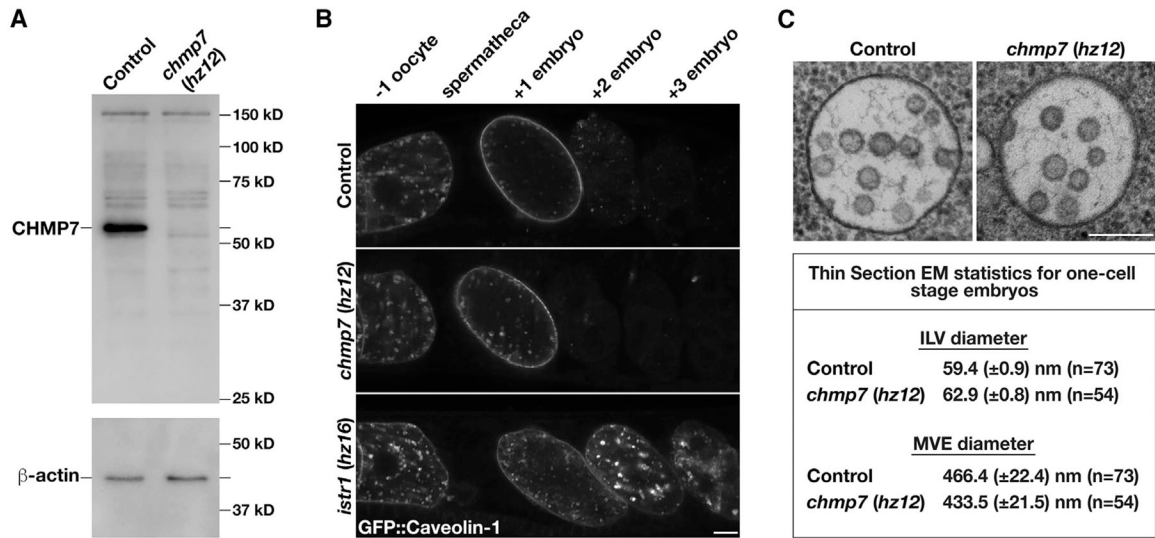 A
Control
chmp7
(hz12)
150 kD
100 kD
75 kD
CHMP7
50 kD
37 kD
25 kD
50 kD
β-actin
37 kD
B
-1 oocyte
spermatheca
+1 embryo
+2 embryo
+3 embryo
Control
chmp7 (hz12)
istr1 (hz16)
GFP::Caveolin-1
C
Control
chmp7 (hz12)
Thin Section EM statistics for one-cell
stage embryos
ILV diameter
Control 59.4 (±0.9) nm (n=73)
chmp7 (hz12) 62.9 (±0.8) nm (n=54)
MVE diameter
Control 466.4 (±22.4) nm (n=73)
chmp7 (hz12) 433.5 (±21.5) nm (n=54)